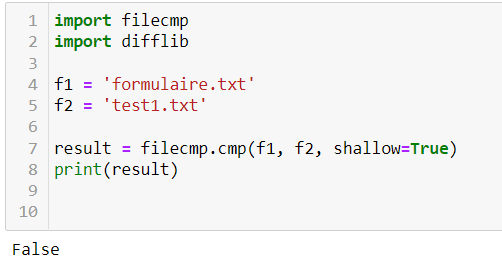 1 import filecmp
2 import difflib
3
4 f1 = 'formulaire.txt'
5 f2 = 'test1.txt'
6
7 result = filecmp.cmp(f1, f2, shallow=True)
8 print(result)
9
10
False